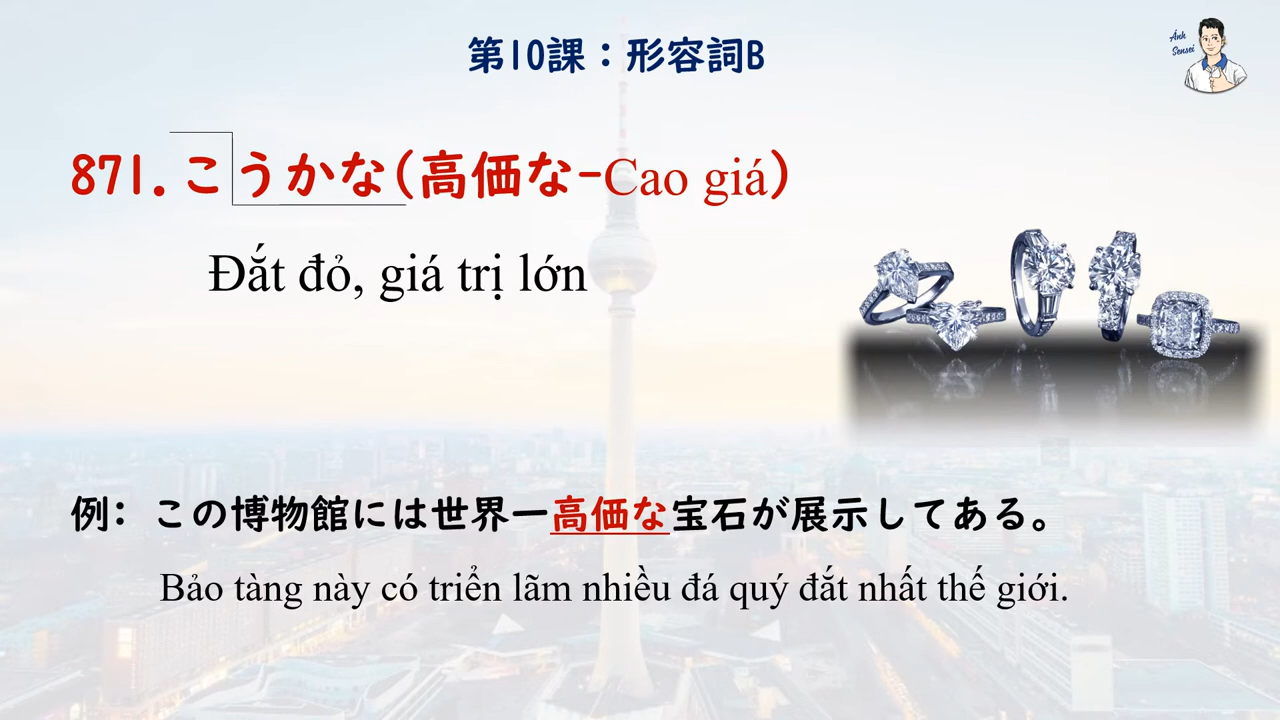 第10課：形容詞B
Ánh
Sensei
871.こうかな(高価な-Cao giá)
Đắt đỏ, giá trị lớn
例: この博物館には世界一高価な宝石が展示してある。
Bảo tàng này có triển lãm nhiều đá quý đắt nhất thế giới.